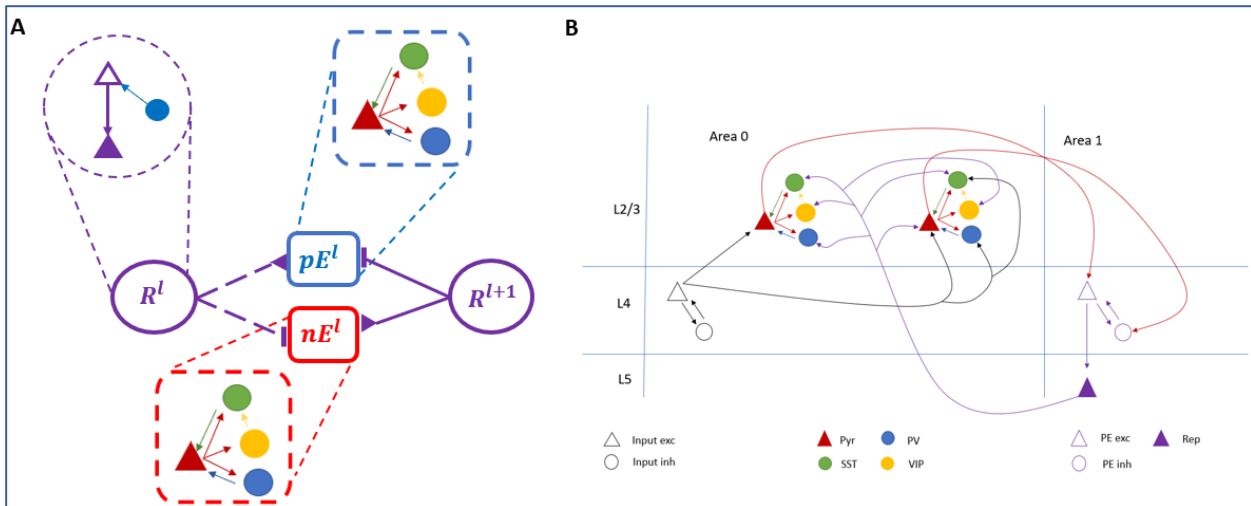 A
B
Area 0
Area 1
L2/3
pE^l
R^l
R^{l+1}
nE^l
L4
L5
Input exc
Pyr
PV
PE exc
Rep
Input inh
SST
VIP
PE inh